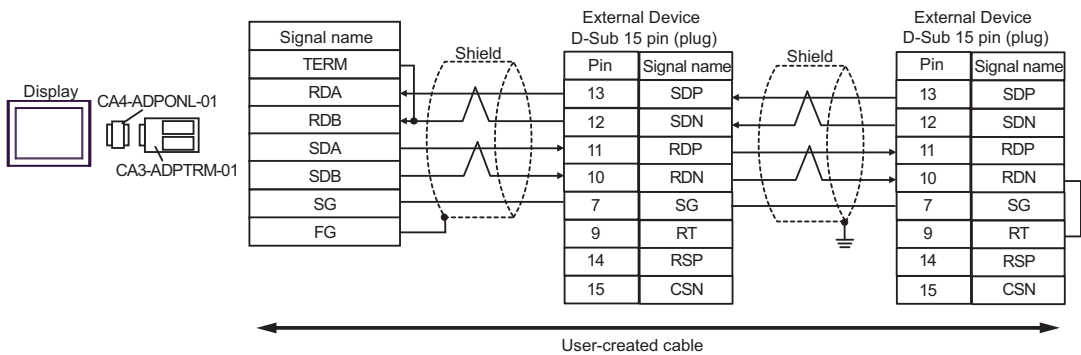 Display
CA4-ADPONL-01
CA3-ADPTRM-01
Signal name
TERM
RDA
RDB
SDA
SDB
SG
FG
Shield
External Device
D-Sub 15 pin (plug)
Pin Signal name
13 SDP
12 SDN
11 RDP
10 RDN
7 SG
9 RT
14 RSP
15 CSN
Shield
External Device
D-Sub 15 pin (plug)
Pin Signal name
13 SDP
12 SDN
11 RDP
10 RDN
7 SG
9 RT
14 RSP
15 CSN
User-created cable